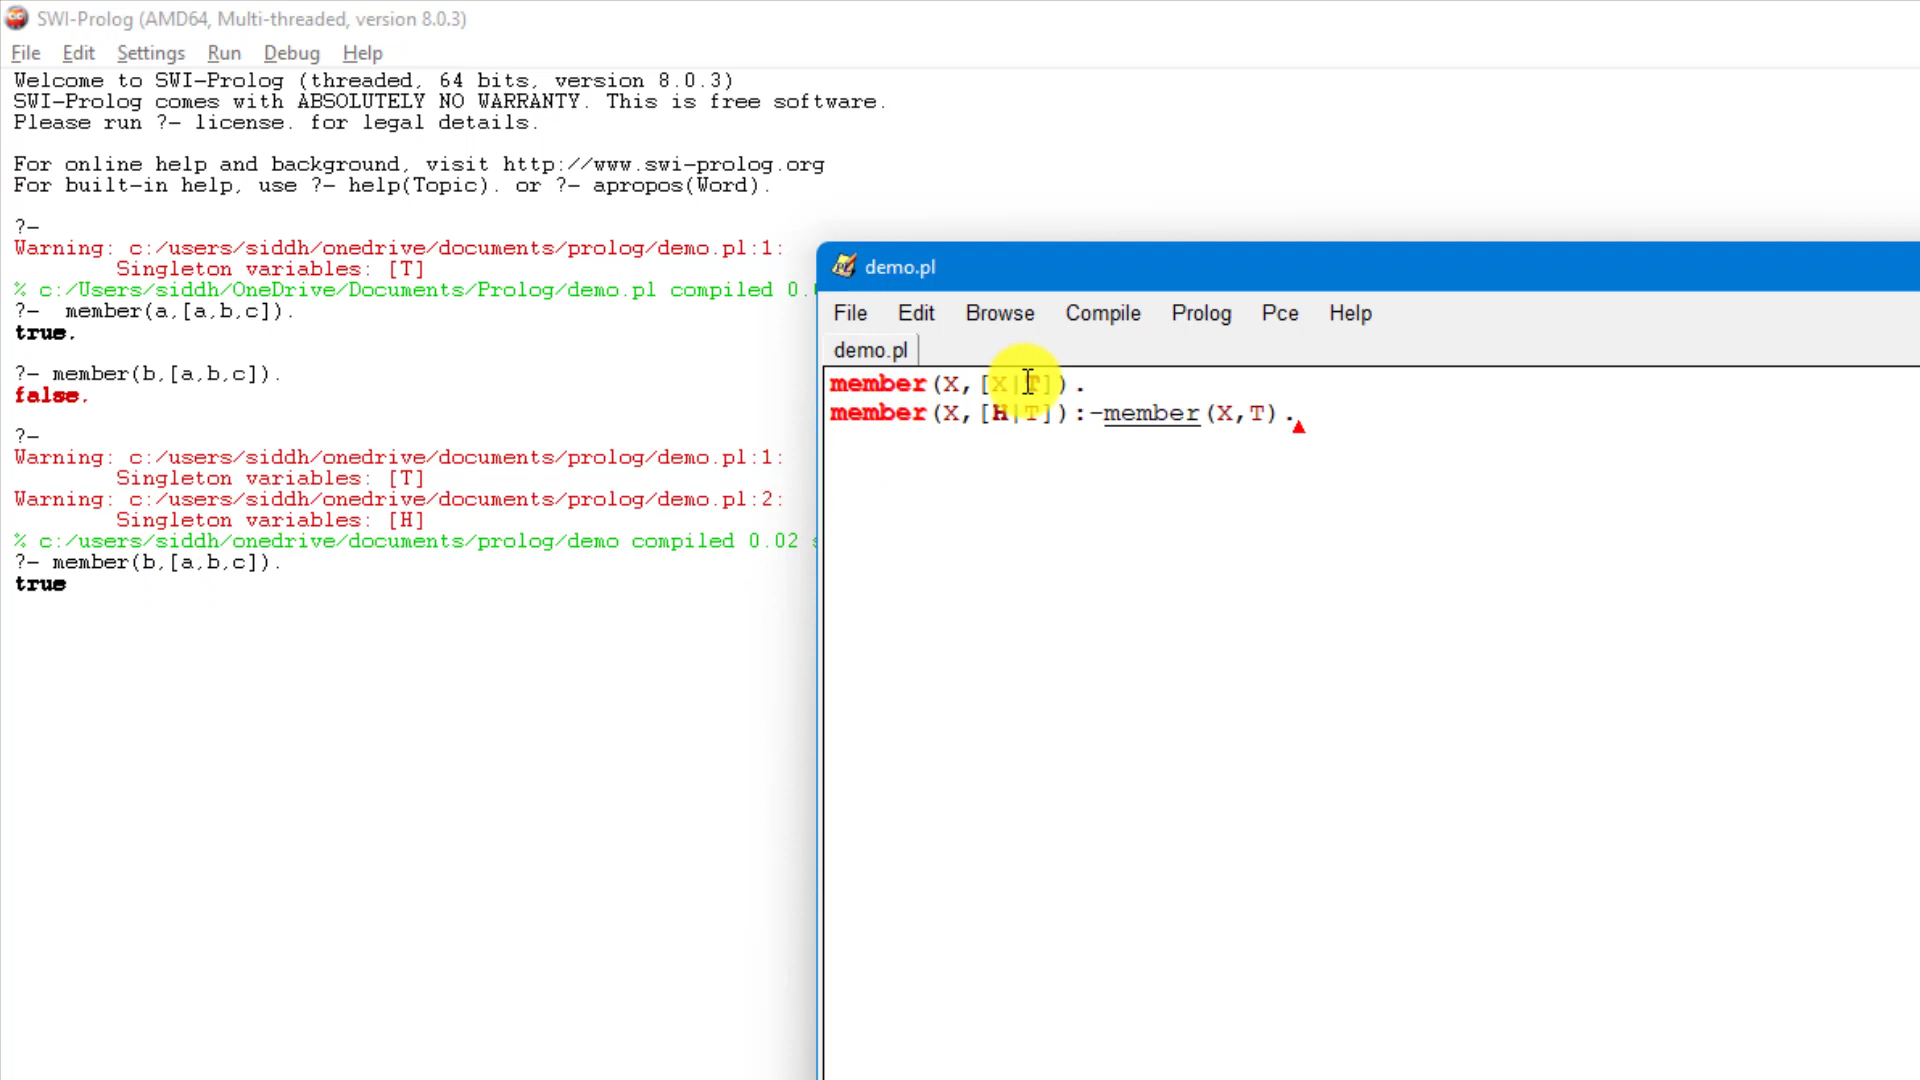 SWI-Prolog (AMD64, Multi-threaded, version 8.0.3)
File Edit Settings Run Debug Help
Welcome to SWI-Prolog (threaded, 64 bits, version 8.0.3)
SWI-Prolog comes with ABSOLUTELY NO WARRANTY. This is free software.
Please run ?- license. for legal details.
For online help and background, visit http://www.swi-prolog.org
For built-in help, use ?- help(Topic). or ?- apropos(Word).
?-
Warning: c:/users/siddh/onedrive/documents/prolog/demo.pl:1:
Singleton variables: [T]
% c:/Users/siddh/OneDrive/Documents/Prolog/demo.pl compiled 0.
?-  member(a,[a,b,c]).
true.
?- member(b,[a,b,c]).
false.
?-
Warning: c:/users/siddh/onedrive/documents/prolog/demo.pl:1:
Singleton variables: [T]
Warning: c:/users/siddh/onedrive/documents/prolog/demo.pl:2:
Singleton variables: [H]
% c:/users/siddh/onedrive/documents/prolog/demo compiled 0.02
?- member(b,[a,b,c]).
true
demo.pl
File Edit Browse Compile Prolog Pce Help
demo.pl
member(X,[X|T]).
member(X,[H|T]):-member(X,T).